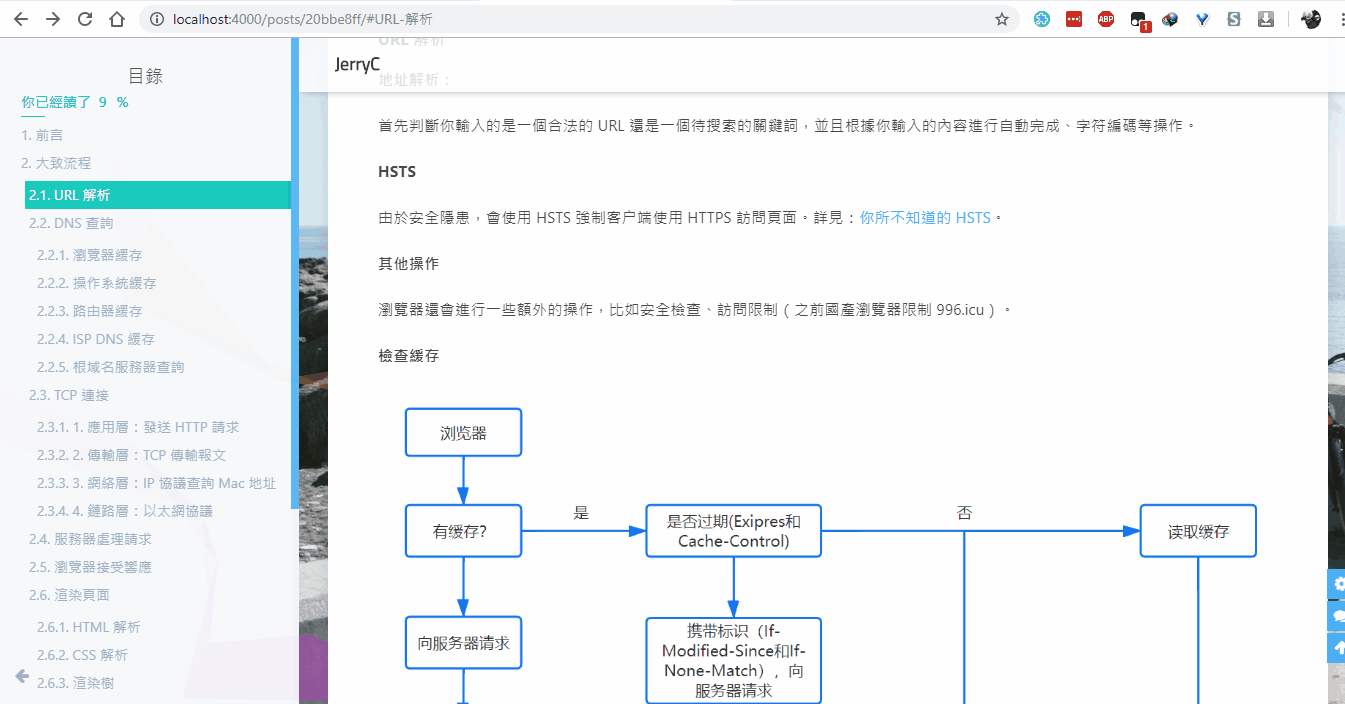 localhost:4000/posts/20bbe8ff/#URL-解析
ABP
1
S
目錄
你已經讀了 9 %
1. 前言
2. 大致流程
2.1. URL 解析
2.2. DNS 查詢
2.2.1. 瀏覽器緩存
2.2.2. 操作系統緩存
2.2.3. 路由器緩存
2.2.4. ISP DNS 緩存
2.2.5. 根域名服務器查詢
2.3. TCP 連接
2.3.1. 1. 應用層：發送 HTTP 請求
2.3.2. 2. 傳輸層：TCP 傳輸報文
2.3.3. 3. 網絡層：IP 協議查詢 Mac 地址
2.3.4. 4. 鏈路層：以太網協議
2.4. 服務器處理請求
2.5. 瀏覽器接受響應
2.6. 渲染頁面
2.6.1. HTML 解析
2.6.2. CSS 解析
2.6.3. 渲染樹
URL 解析
JerryC
地址解析：
首先判斷你輸入的是一個合法的 URL 還是一個待搜索的關鍵詞，並且根據你輸入的內容進行自動完成、字符編碼等操作。
HSTS
由於安全隱患，會使用 HSTS 強制客户端使用 HTTPS 訪問頁面。詳見：你所不知道的 HSTS。
其他操作
瀏覽器還會進行一些額外的操作，比如安全檢查、訪問限制（之前國產瀏覽器限制 996.icu）。
檢查緩存
浏览器
有缓存?
是
是否过期(Exipres和
Cache-Control)
否
读取缓存
向服务器请求
携带标识（If-
Modified-Since和If-
None-Match），向
服务器请求